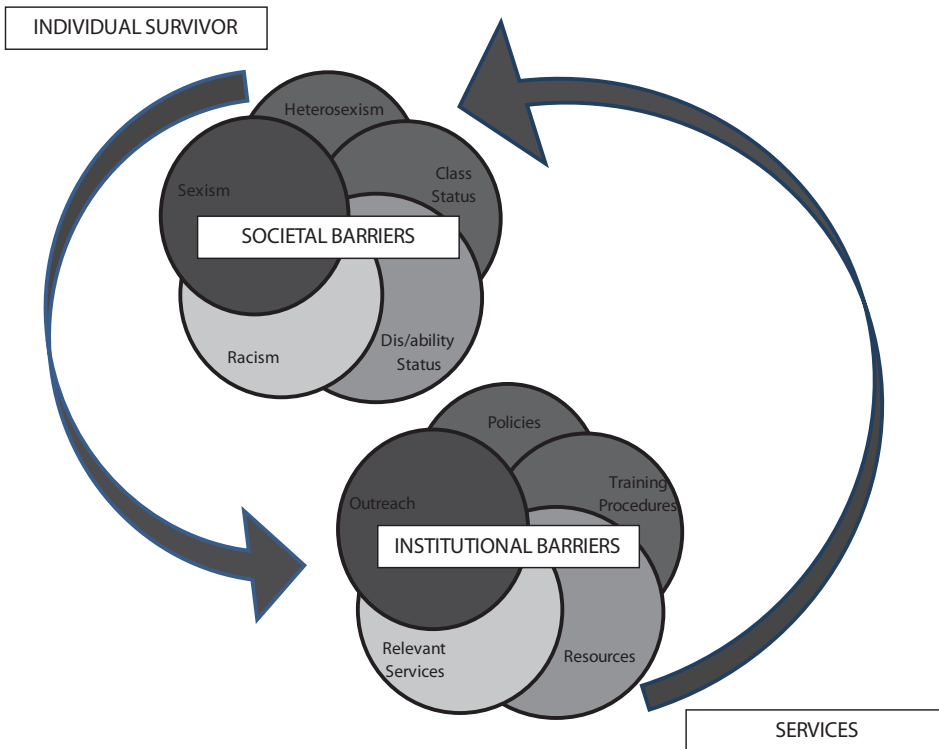 INDIVIDUAL SURVIVOR
Heterosexism
Class
Status
Sexism
SOCIETAL BARRIERS
Racism
Dis/ability
Status
Policies
Training
Procedures
Outreach
INSTITUTIONAL BARRIERS
Relevant
Services
Resources
SERVICES